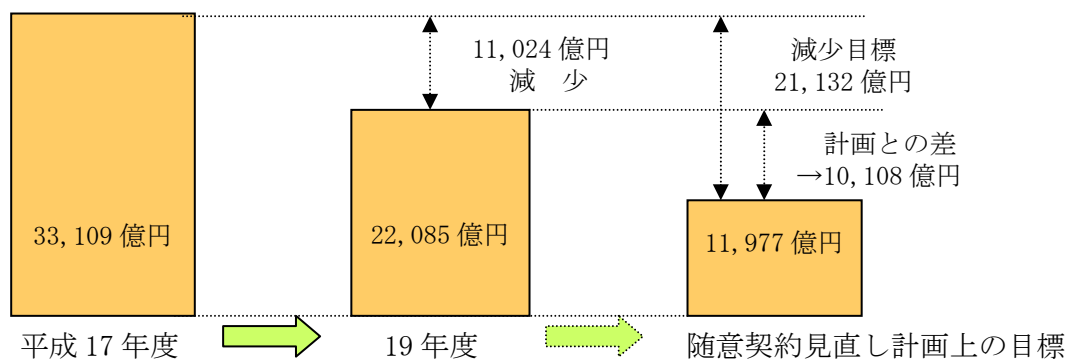 11,024 億円
減 少
減少目標
21,132 億円
計画との差
→10,108 億円
33,109 億円
22,085 億円
11,977 億円
平成 17 年度
19 年度
随意契約見直し計画上の目標